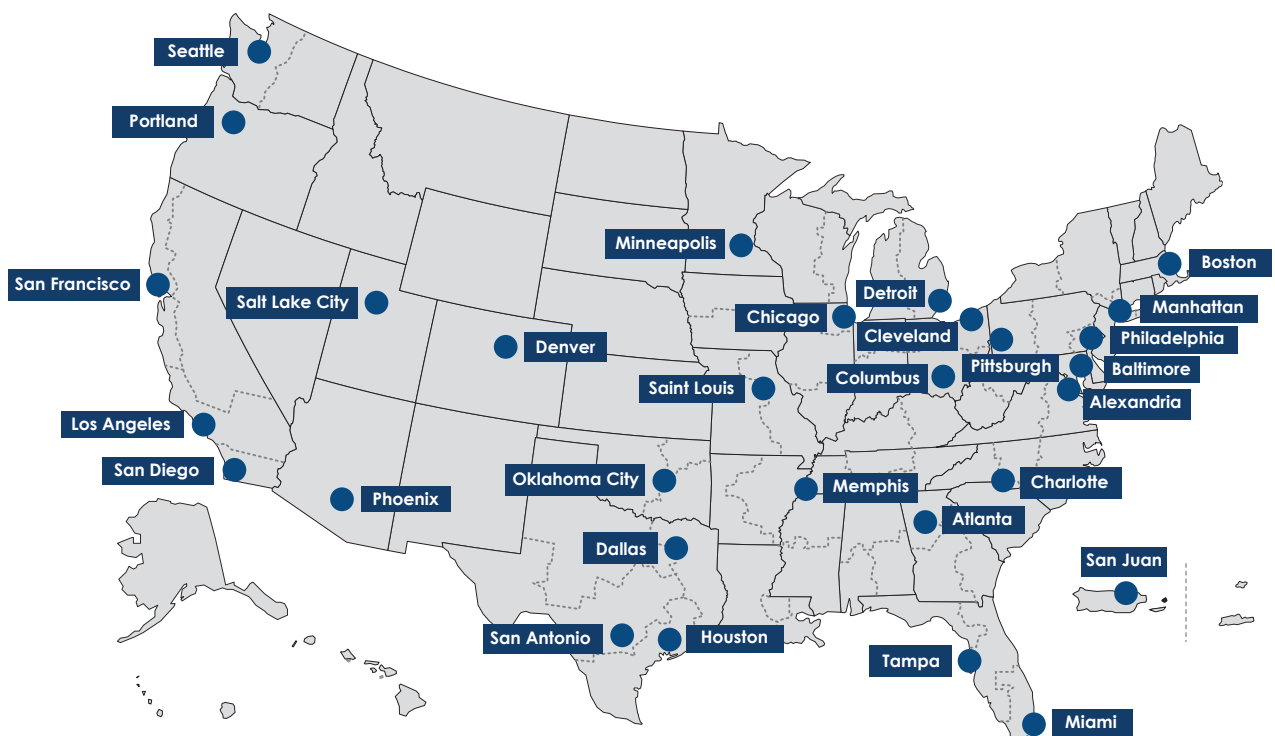 Seattle
Portland
Minneapolis
Boston
San Francisco
Salt Lake City
Detroit
Manhattan
Chicago
Cleveland
Philadelphia
Denver
Pittsburgh
Baltimore
Columbus
Saint Louis
Alexandria
Los Angeles
San Diego
Oklahoma City
Memphis
Charlotte
Phoenix
Atlanta
Dallas
San Juan
San Antonio
Houston
Tampa
Miami